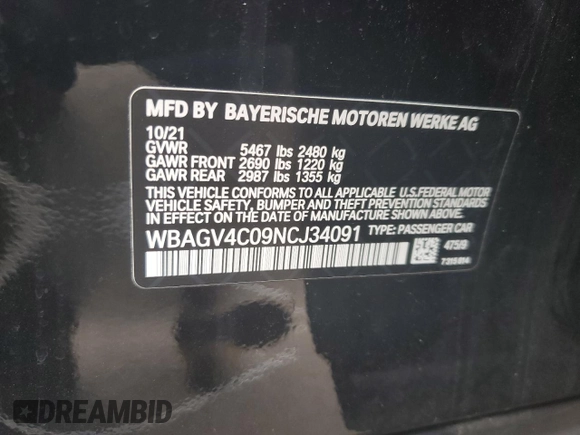 MFD BY BAYERISCHE MOTOREN WERKE AG
10/21
GVWR 5467 lbs 2480 kg
GAWR FRONT 2690 lbs 1220 kg
GAWR REAR 2987 lbs 1355 kg
THIS VEHICLE CONFORMS TO ALL APPLICABLE U.S.FEDERAL MOTOR
VEHICLE SAFETY, BUMPER AND THEFT PREVENTION STANDARDS
IN EFFECT ON THE DATE OF MANUFACTURE SHOWN ABOVE.
WBAGV4C09NCJ34091 TYPE: PASSENGER CAR
DREAMBID